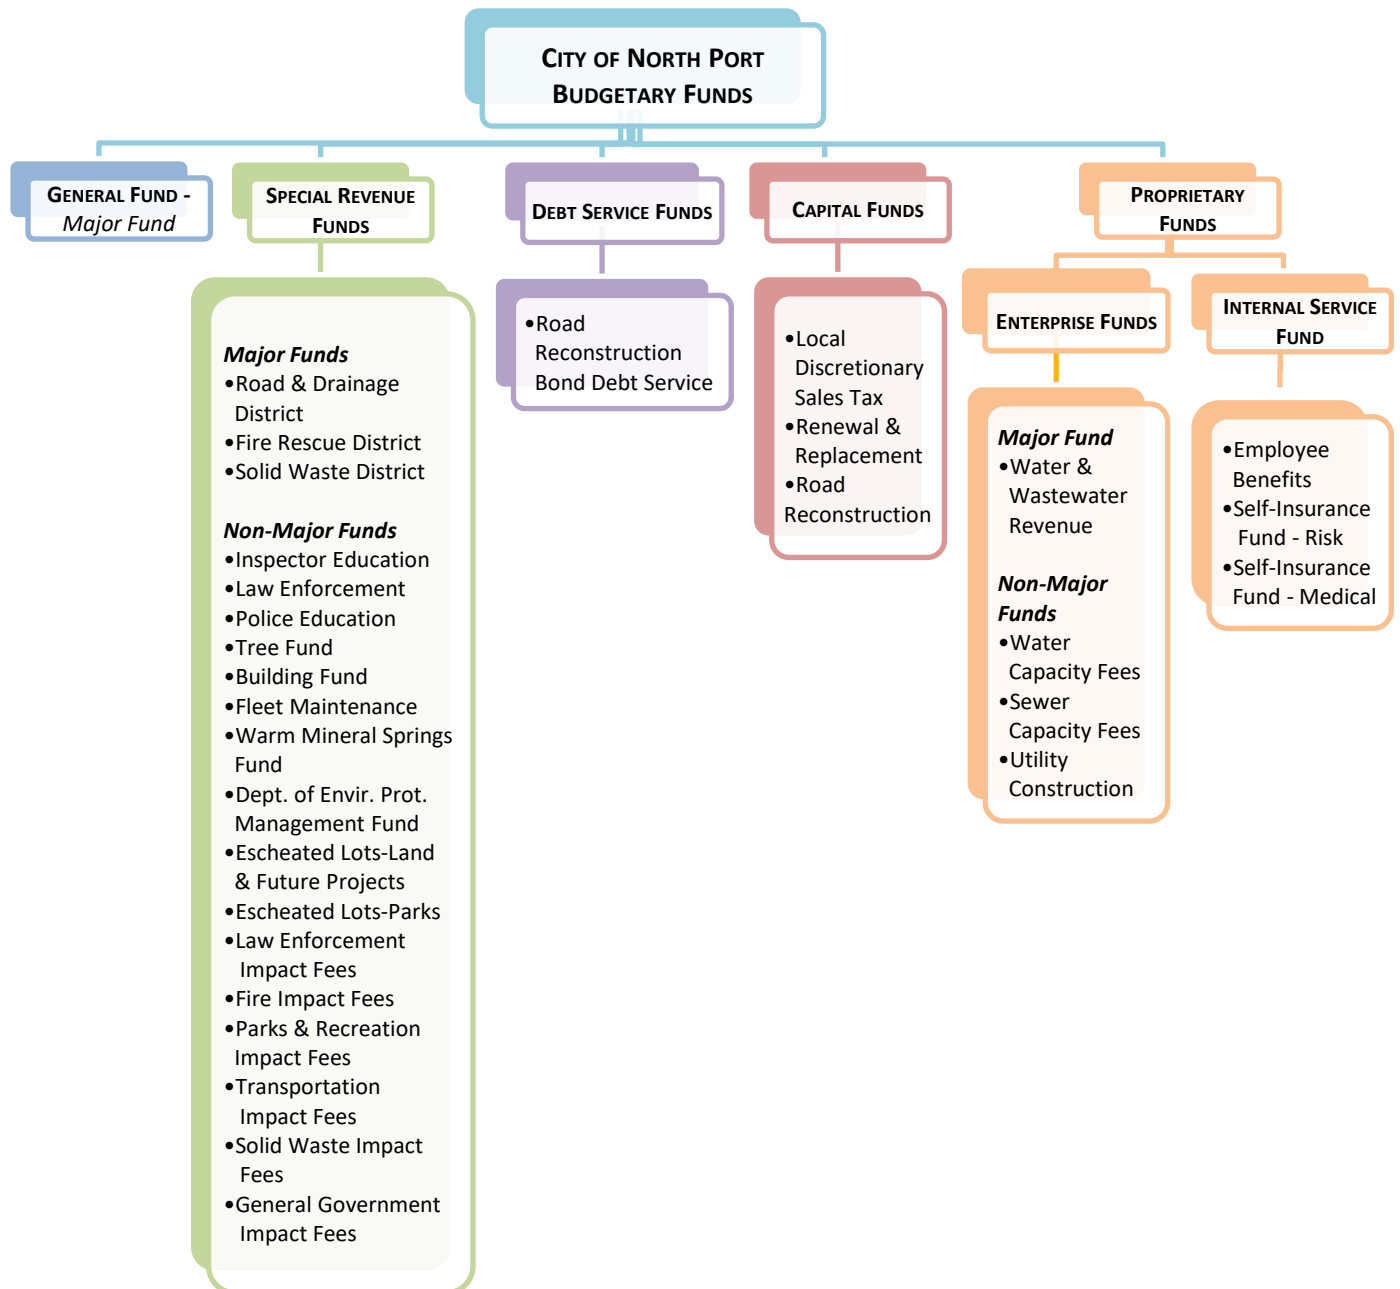 CITY OF NORTH PORT
BUDGETARY FUNDS
GENERAL FUND -
Major Fund
SPECIAL REVENUE
FUNDS
DEBT SERVICE FUNDS
CAPITAL FUNDS
PROPRIETARY
FUNDS
Major Funds
•Road & Drainage
District
•Fire Rescue District
•Solid Waste District
Non-Major Funds
•Inspector Education
•Law Enforcement
•Police Education
•Tree Fund
•Building Fund
•Fleet Maintenance
•Warm Mineral Springs
Fund
•Dept. of Envir. Prot.
Management Fund
•Escheated Lots-Land
& Future Projects
•Escheated Lots-Parks
•Law Enforcement
Impact Fees
•Fire Impact Fees
•Parks & Recreation
Impact Fees
•Transportation
Impact Fees
•Solid Waste Impact
Fees
•General Government
Impact Fees
•Road
Reconstruction
Bond Debt Service
•Local
Discretionary
Sales Tax
•Renewal &
Replacement
•Road
Reconstruction
ENTERPRISE FUNDS
Major Fund
•Water &
Wastewater
Revenue
Non-Major
Funds
•Water
Capacity Fees
•Sewer
Capacity Fees
•Utility
Construction
INTERNAL SERVICE
FUND
•Employee
Benefits
•Self-Insurance
Fund - Risk
•Self-Insurance
Fund - Medical